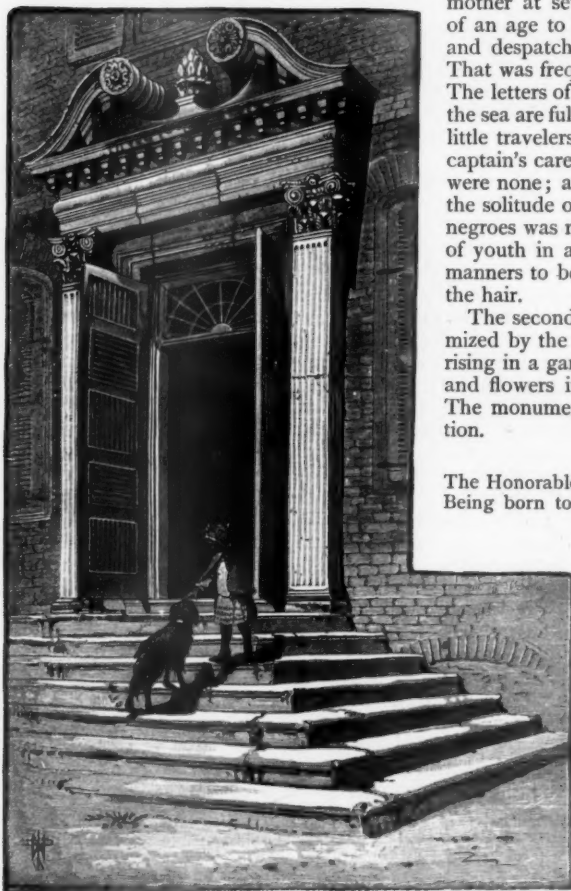 mother at se
of an age to
and despatch
That was freq
The letters of
the sea are ful
little travelers
captain's care
were none; a
the solitude o
negroes was r
of youth in a
manners to be
the hair.
The second
mized by the
rising in a gar
and flowers i
The monume
tion.
The Honorable
Being born to